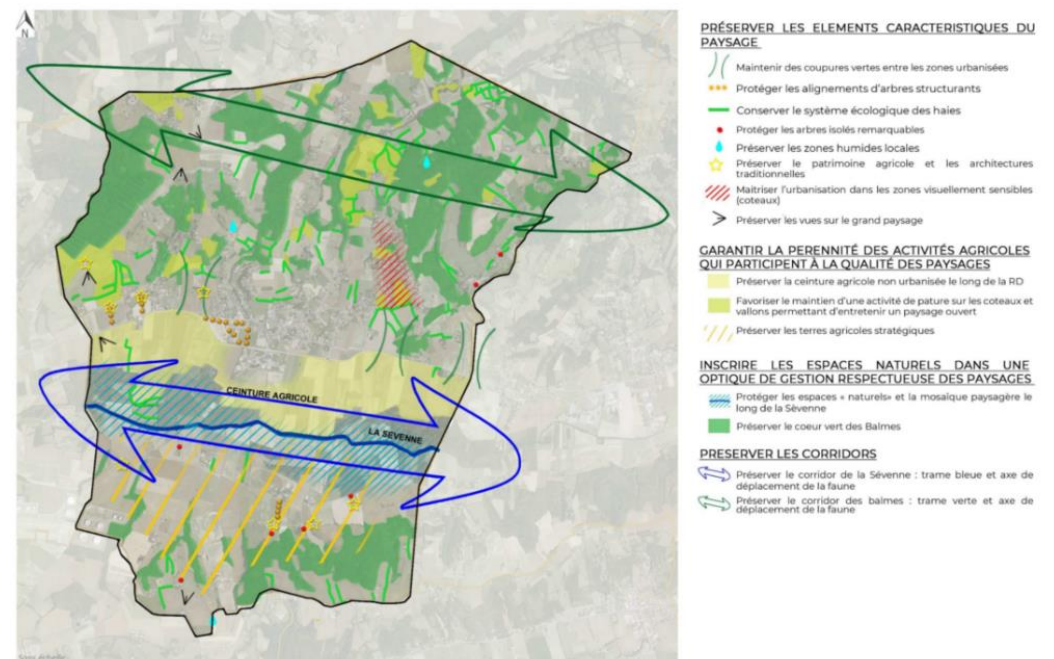 N
CEINTURE AGRICOLE
LA SEVENNE
PRÉSERVER LES ELEMENTS CARACTERISTIQUES DU
PAYSAGE
Maintenir des coupures vertes entre les zones urbanisées
Protéger les alignements d'arbres structurants
Conserver le système écologique des haies
Protéger les arbres isolés remarquables
Préserver les zones humides locales
Préserver le patrimoine agricole et les architectures
traditionnelles
Maitriser l'urbanisation dans les zones visuellement sensibles
(coteaux)
Préserver les vues sur le grand paysage
GARANTIR LA PERENNITÉ DES ACTIVITÉS AGRICOLES
QUI PARTICIPENT À LA QUALITÉ DES PAYSAGES
Préserver la ceinture agricole non urbanisée le long de la RD
Favoriser le maintien d'une activité de pature sur les coteaux et
vallons permettant d'entretenir un paysage ouvert
Préserver les terres agricoles stratégiques
INSCRIRE LES ESPACES NATURELS DANS UNE
OPTIQUE DE GESTION RESPECTUEUSE DES PAYSAGES
Protéger les espaces « naturels» et la mosaïque paysagère le
long de la Sévenne
Préserver le coeur vert des Balmes
PRESERVER LES CORRIDORS
Préserver le corridor de la Sévenne : trame bleue et axe de
déplacement de la faune
Préserver le corridor des balmes : trame verte et axe de
déplacement de la faune